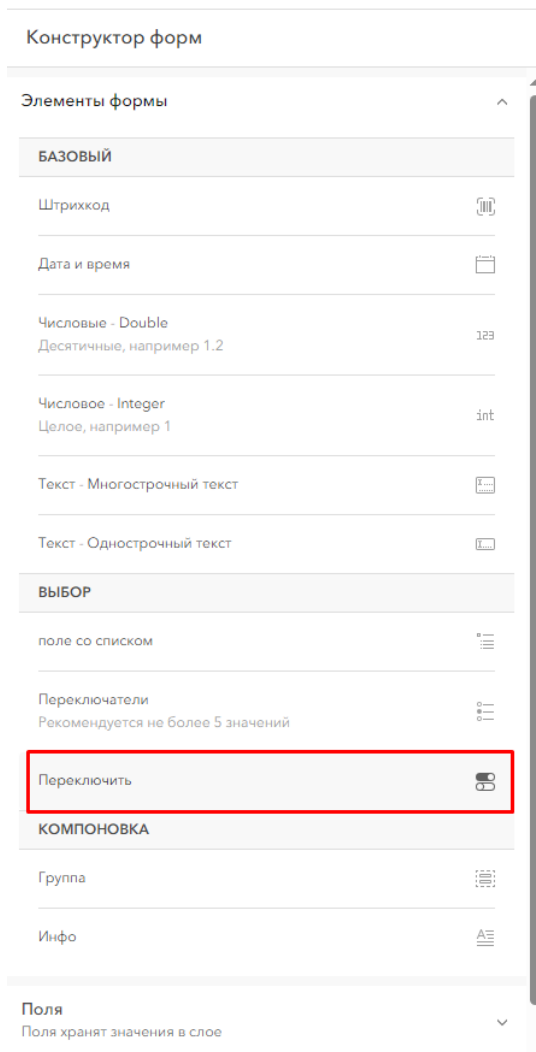 Конструктор форм
Элементы формы
БАЗОВЫЙ
Штрихкод
Дата и время
Числовые - Double
Десятичные, например 1.2
123
Числовое - Integer
Целое, например 1
int
Текст - Многострочный текст
Текст - Однострочный текст
ВЫБОР
поле со списком
Переключатели
Рекомендуется не более 5 значений
Переключить
КОМПОНОВКА
Группа
Инфо
Поля
Поля хранят значения в слое